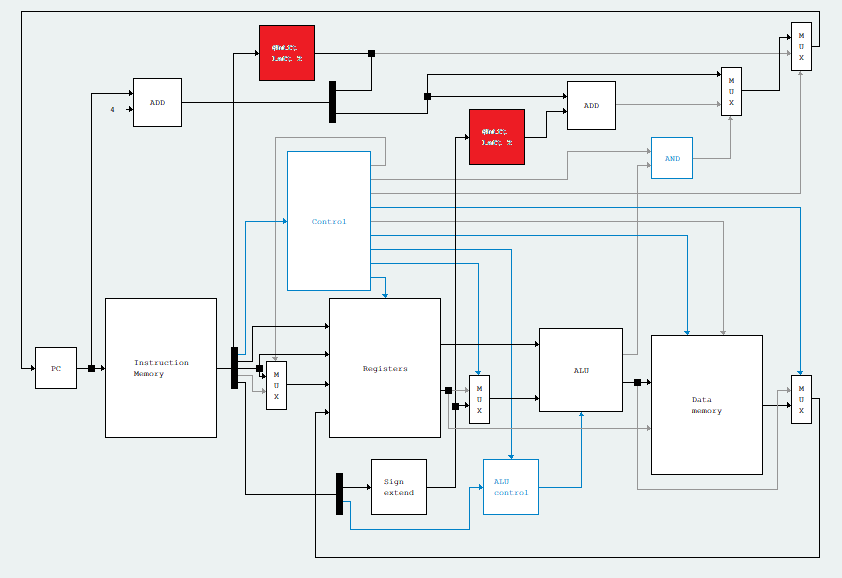 M
U
X
M
U
X
ADD
4
ADD
AND
Control
PC
Instruction
Memory
M
U
X
Registers
M
U
X
ALU
Data
memory
M
U
X
Sign
extend
ALU
control